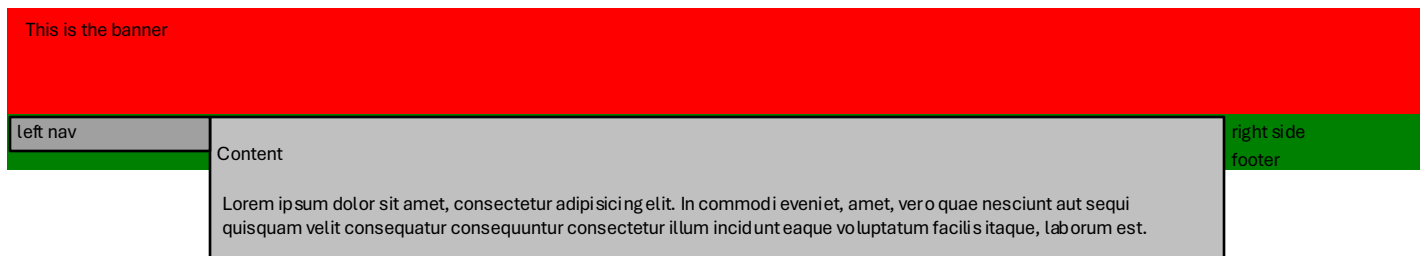 This is the banner
left nav
Content
right side
footer
Lorem ipsum dolor sit amet, consectetur adipisicing elit. In commodi eveniet, amet, vero quae nesciunt aut sequi
quisquam velit consequatur consequuntur consectetur illum incidunt eaque voluptatum facilis itaque, laborum est.